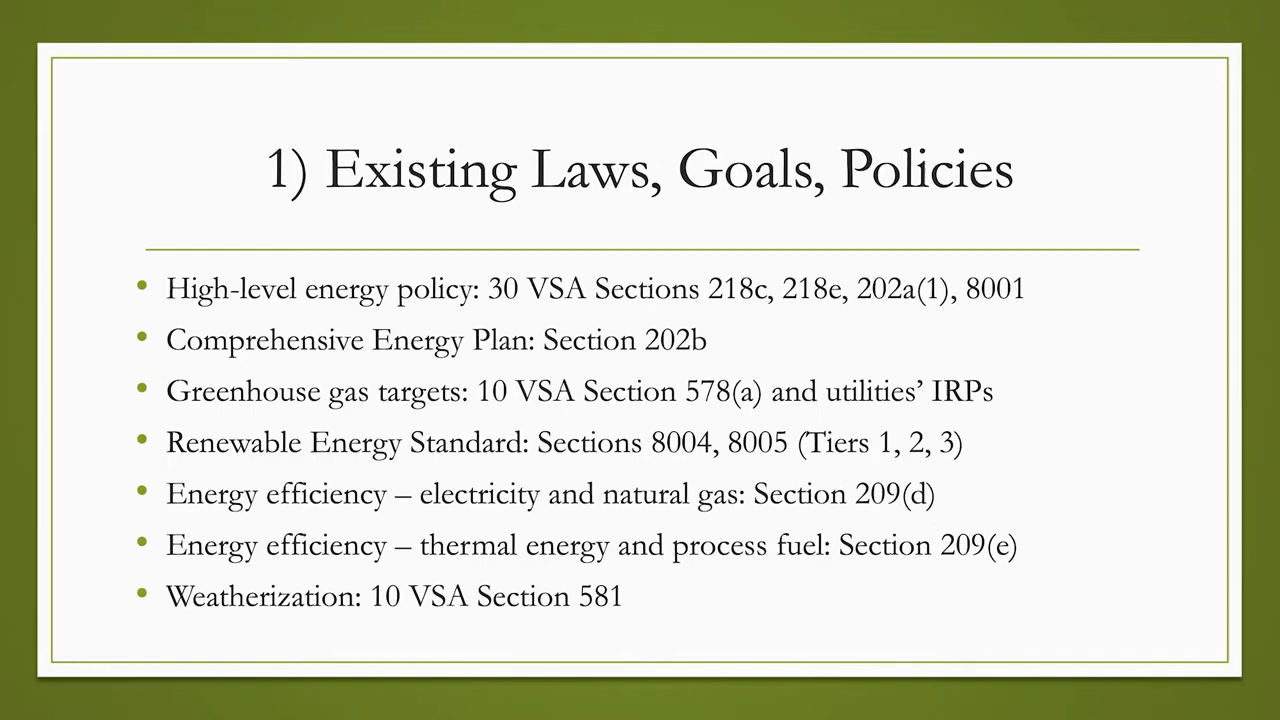 1) Existing Laws, Goals, Policies
• High-level energy policy: 30 VSA Sections 218c, 218e, 202a(1), 8001
• Comprehensive Energy Plan: Section 202b
• Greenhouse gas targets: 10 VSA Section 578(a) and utilities’ IRPs
• Renewable Energy Standard: Sections 8004, 8005 (Tiers 1, 2, 3)
• Energy efficiency – electricity and natural gas: Section 209(d)
• Energy efficiency – thermal energy and process fuel: Section 209(e)
• Weatherization: 10 VSA Section 581